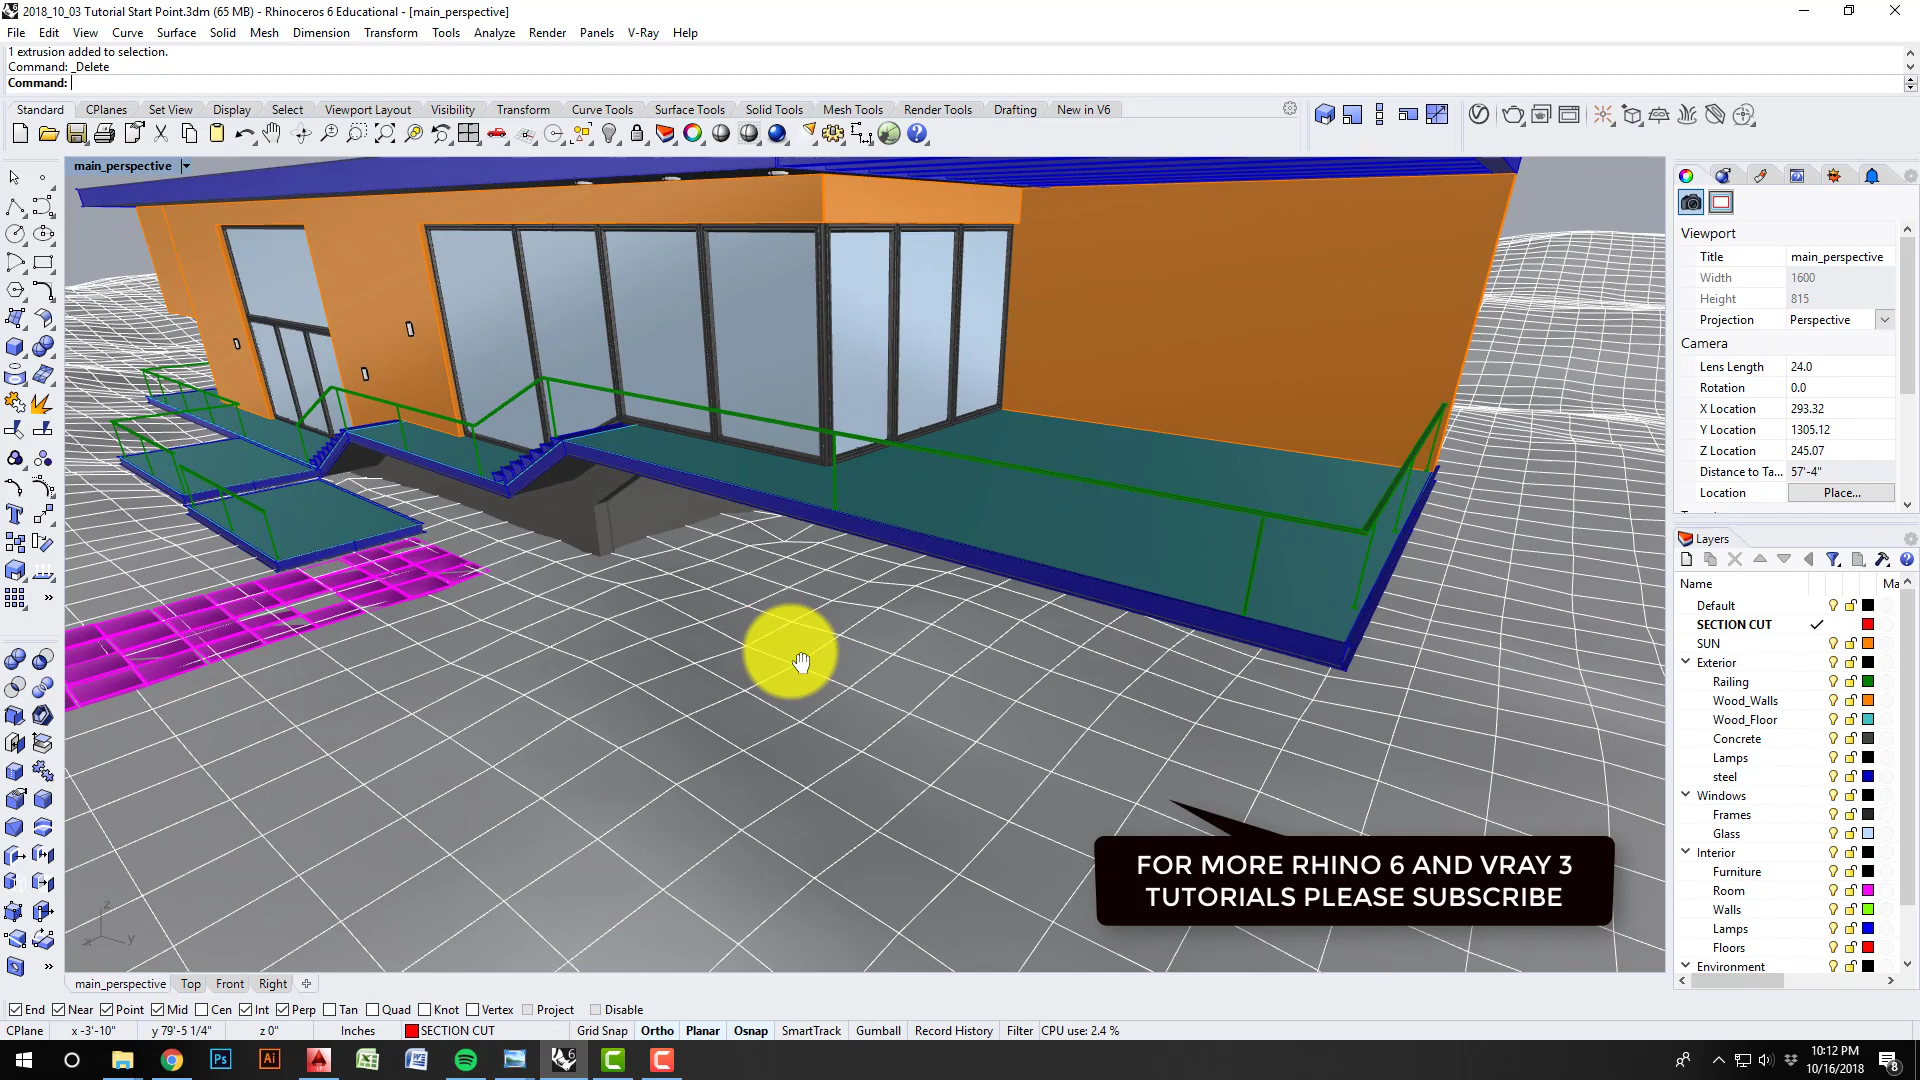 2018_10_03 Tutorial Start Point.3dm (65 MB) - Rhinoceros 6 Educational - [main_perspective]
File Edit View Curve Surface Solid Mesh Dimension Transform Tools Analyze Render Panels V-Ray Help
1 extrusion added to selection.
Command: _Delete
Command:
Standard CPlanes Set View Display Select Viewport Layout Visibility Transform Curve Tools Surface Tools Solid Tools Mesh Tools Render Tools Drafting New in V6
main_perspective
Viewport
Title main_perspective
Width 1600
Height 815
Projection Perspective
Camera
Lens Length 24.0
Rotation 0.0
X Location 293.32
Y Location 1305.12
Z Location 245.07
Distance to Ta... 57'-4"
Location Place...
Layers
Name Ma
Default
SECTION CUT
SUN
Exterior
Railing
Wood_Walls
Wood_Floor
Concrete
Lamps
steel
Windows
Frames
Glass
Interior
Furniture
Room
Walls
Lamps
Floors
Environment
FOR MORE RHINO 6 AND VRAY 3
TUTORIALS PLEASE SUBSCRIBE
z
x y
main_perspective Top Front Right
End Near Point Mid Cen Int Perp Tan Quad Knot Vertex Project Disable
CPlane x -3'-10" y 79'-5 1/4" z 0" Inches SECTION CUT Grid Snap Ortho Planar Osnap SmartTrack Gumball Record History Filter CPU use: 2.4 %
Ps Ai 6
10:12 PM
10/16/2018
8